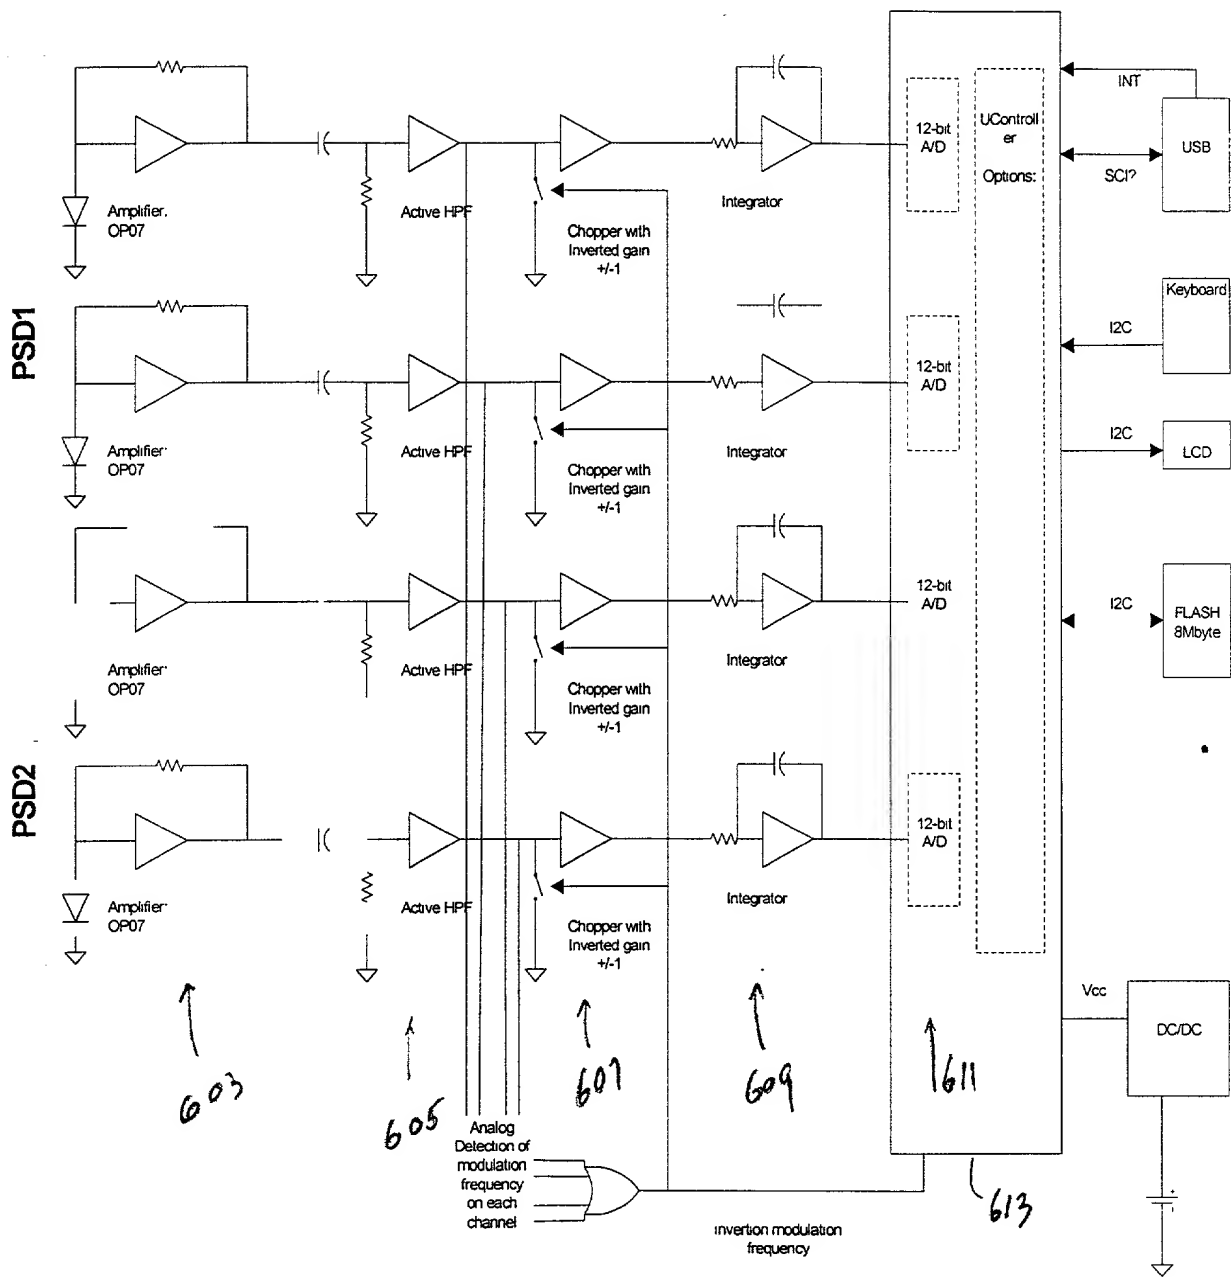 INT
12-bit
A/D
UControll
er
Options:
USB
SCI?
Amplifier.
OP07
Active HPF
Chopper with
Inverted gain
+/-1
Integrator
PSD1
Keyboard
I2C
12-bit
A/D
Amplifier
OP07
Active HPF
Chopper with
Inverted gain
+/-1
Integrator
I2C
LCD
12-bit
A/D
I2C
FLASH
8Mbyte
Amplifier
OP07
Active HPF
Chopper with
Inverted gain
+/-1
Integrator
PSD2
12-bit
A/D
Amplifier
OP07
Active HPF
Chopper with
Inverted gain
+/-1
Integrator
Vcc
DC/DC
603
605
607
609
611
Analog
Detection of
modulation
frequency
on each
channel
613
Invertion modulation
frequency